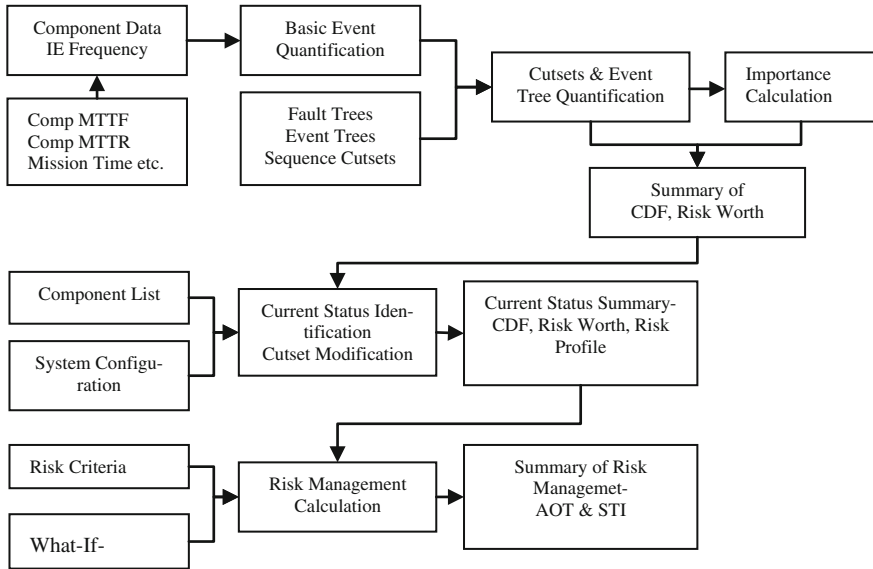 Component Data
IE Frequency
Basic Event
Quantification
Cutsets & Event
Tree Quantification
Importance
Calculation
Comp MTTF
Comp MTTR
Mission Time etc.
Fault Trees
Event Trees
Sequence Cutsets
Summary of
CDF, Risk Worth
Component List
System Configu-
ration
Current Status Iden-
tification
Cutset Modification
Current Status Summary-
CDF, Risk Worth, Risk
Profile
Risk Criteria
What-If-
Risk Management
Calculation
Summary of Risk
Managemet-
AOT & STI